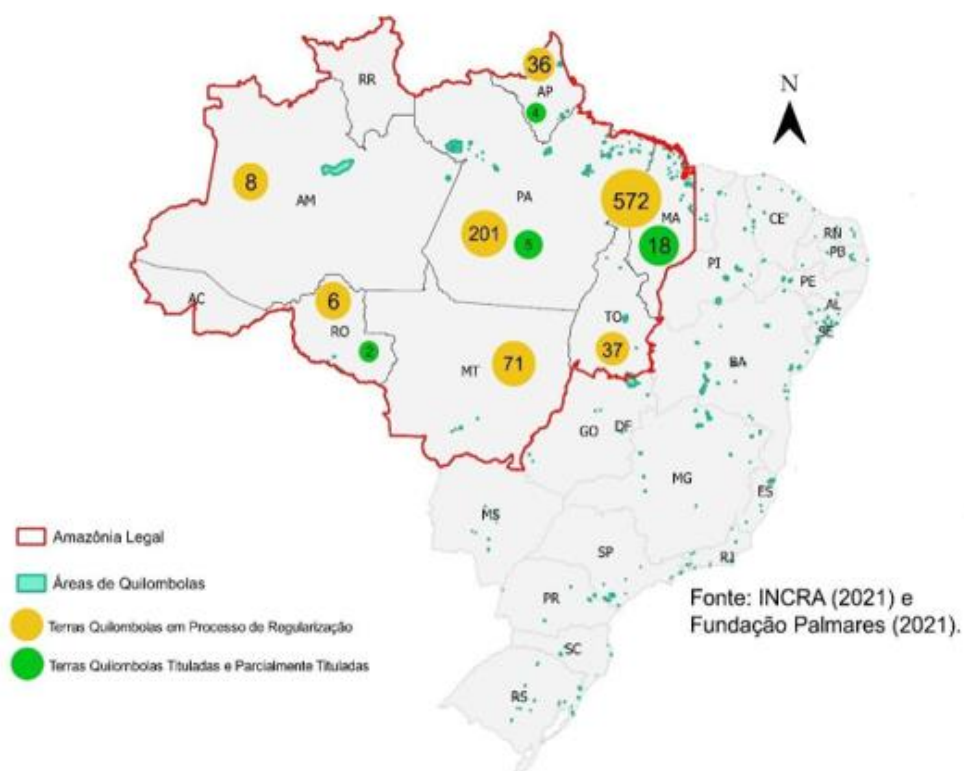 36
RR
AP
N
4
8
AM
PA
572
MA
CE
201
5
18
RN
PB
PI
PE
AC
6
AL
SE
RO
TO
2
MT
71
37
BA
GO
DF
MG
ES
MS
SP
RJ
PR
SC
RS
Amazônia Legal
Áreas de Quilombolas
Terras Quilombolas em Processo de Regularização
Terras Quilombolas Tituladas e Parcialmente Tituladas
Fonte: INCRA (2021) e
Fundação Palmares (2021).